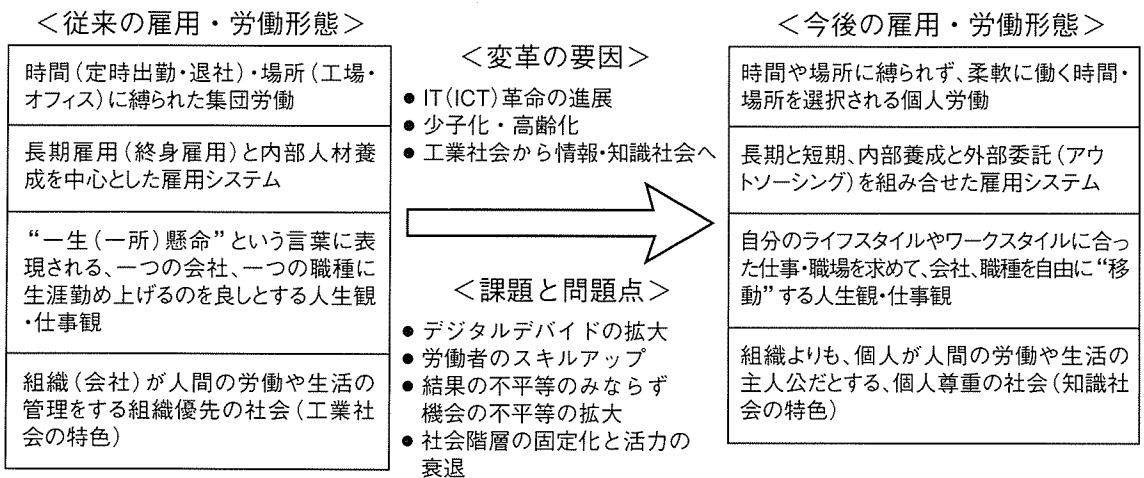 ＜従来の雇用・労働形態＞
時間（定時出勤・退社）・場所（工場・
オフィス）に縛られた集団労働
長期雇用（終身雇用）と内部人材養
成を中心とした雇用システム
“一生（一所）懸命”という言葉に表
現される、一つの会社、一つの職種に
生涯勤め上げるのを良しとする人生観
・仕事観
組織（会社）が人間の労働や生活の
管理をする組織優先の社会（工業社
会の特色）
＜変革の要因＞
● IT（ICT）革命の進展
● 少子化・高齢化
● 工業社会から情報・知識社会へ
＜課題と問題点＞
● デジタルデバイドの拡大
● 労働者のスキルアップ
● 結果の不平等のみならず
機会の不平等の拡大
● 社会階層の固定化と活力の
衰退
＜今後の雇用・労働形態＞
時間や場所に縛られず、柔軟に働く時間・
場所を選択される個人労働
長期と短期、内部養成と外部委託（アウ
トソーシング）を組み合せた雇用システム
自分のライフスタイルやワークスタイルに合っ
た仕事・職場を求めて、会社、職種を自由に“移
動”する人生観・仕事観
組織よりも、個人が人間の労働や生活の
主人公だとする、個人尊重の社会（知識
社会の特色）